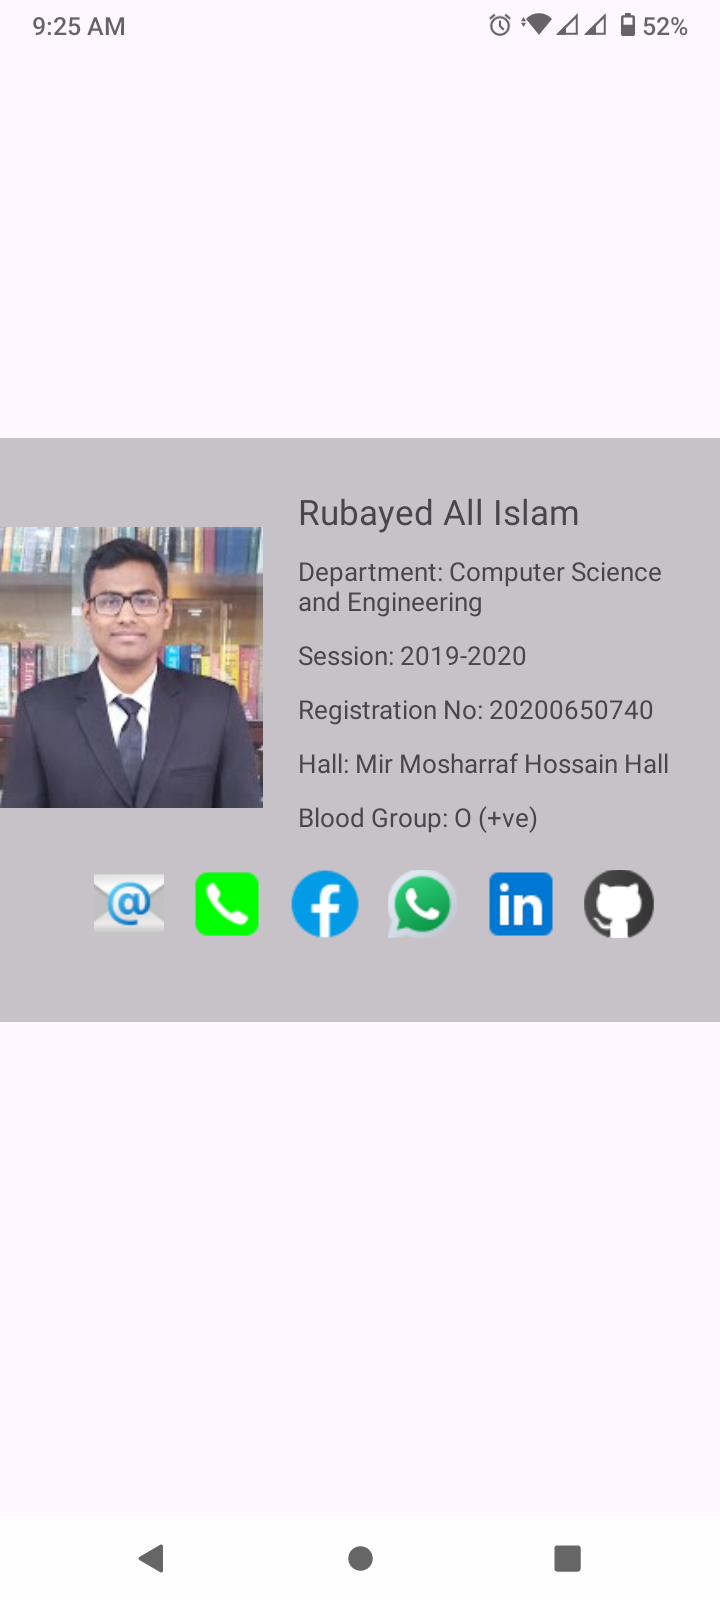 9:25 AM
52%
Rubayed All Islam
Department: Computer Science
and Engineering
Session: 2019-2020
Registration No: 20200650740
Hall: Mir Mosharraf Hossain Hall
Blood Group: O (+ve)
@
f
in